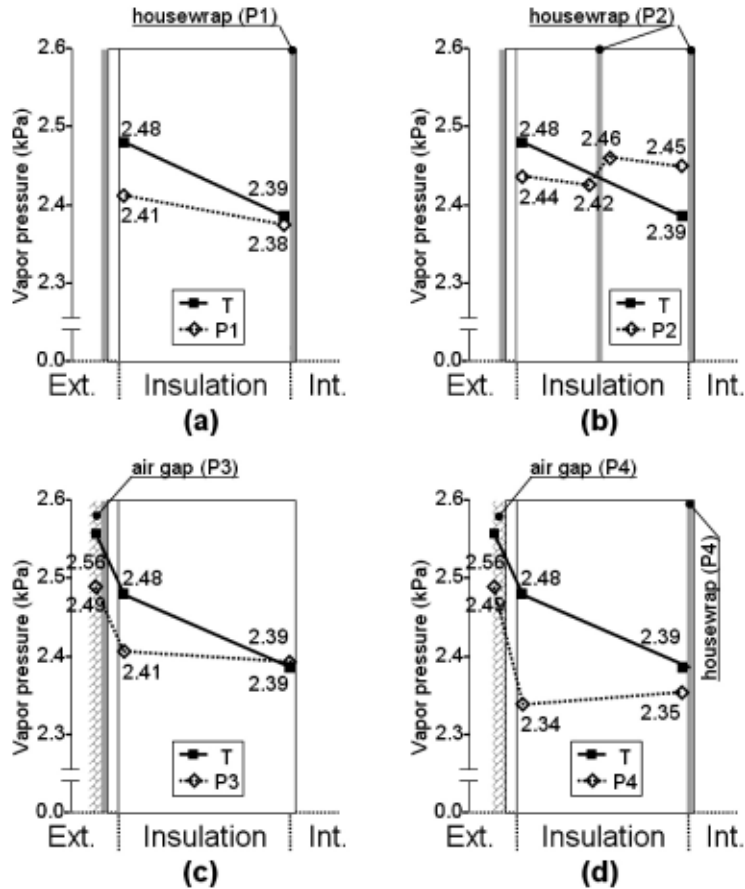 housewrap (P1)
2.6
2.5
2.4
2.3
0.0
Vapor pressure (kPa)
2.48
2.41
2.39
2.38
T
P1
Ext. Insulation Int.
(a)
housewrap (P2)
2.6
2.5
2.4
2.3
0.0
Vapor pressure (kPa)
2.48
2.46
2.45
2.44
2.42
2.39
T
P2
Ext. Insulation Int.
(b)
air gap (P3)
2.6
2.5
2.4
2.3
0.0
Vapor pressure (kPa)
2.56
2.48
2.49
2.41
2.39
2.39
T
P3
Ext. Insulation Int.
(c)
air gap (P4)
housewrap (P4)
2.6
2.5
2.4
2.3
0.0
Vapor pressure (kPa)
2.56
2.48
2.49
2.39
2.34
2.35
T
P4
Ext. Insulation Int.
(d)